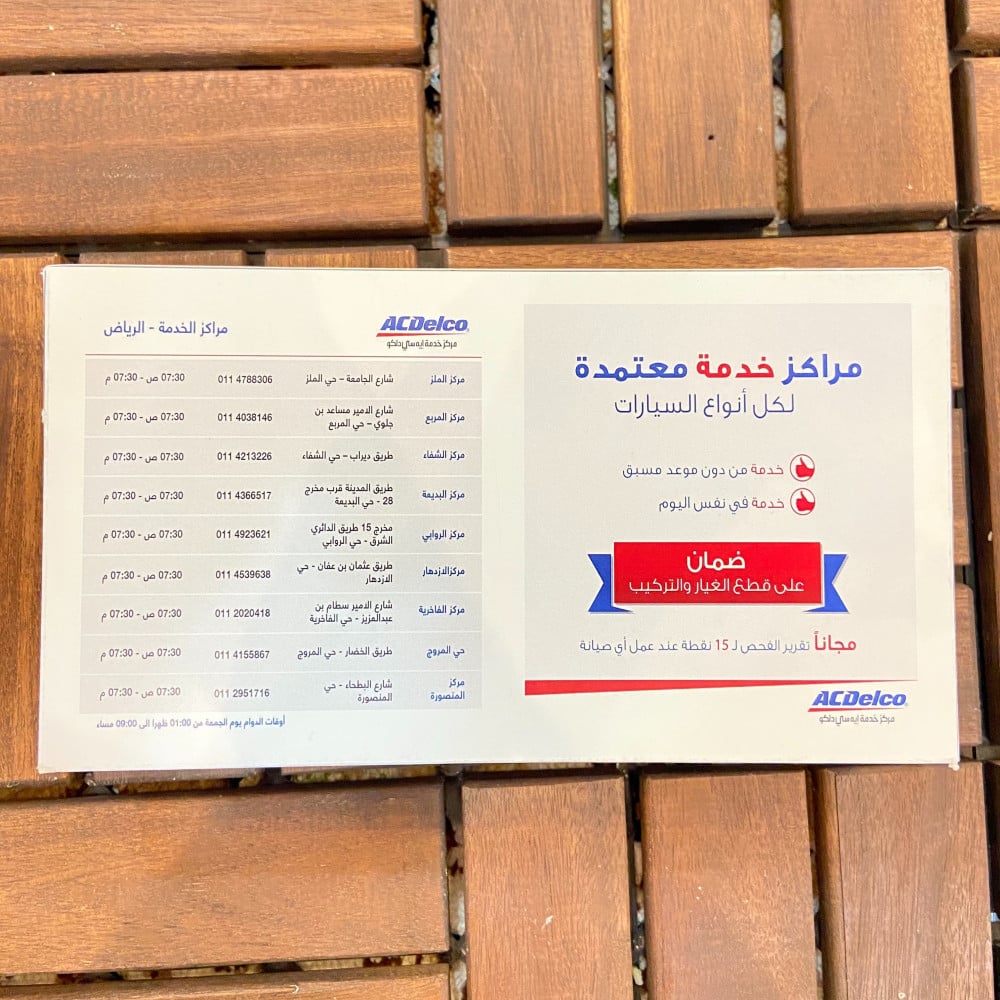 مراكز خدمة معتمدة
لكل أنواع السيارات
خدمة من دون موعد مسبق
خدمة في نفس اليوم
ضمان
على قطع الغيار والتركيب
مجاناً تقرير الفحص لـ 15 نقطة عند عمل أي صيانة
ACDelco
مركز خدمة إيه سي دلكو
ACDelco
مركز خدمة إيه سي دلكو
مراكز الخدمة - الرياض
مركز الملز شارع الجامعة – حي الملز 011 4788306 07:30 ص - 07:30 م
مركز المربع شارع الامير مساعد بن
جلوي – حي المربع 011 4038146 07:30 ص - 07:30 م
مركز الشفاء طريق ديراب – حي الشفاء 011 4213226 07:30 ص - 07:30 م
مركز البديعة طريق المدينة قرب مخرج
28 - حي البديعة 011 4366517 07:30 ص - 07:30 م
مركز الروابي مخرج 15 طريق الدائري
الشرق - حي الروابي 011 4923621 07:30 ص - 07:30 م
مركزالازدهار طريق عثمان بن عفان - حي
الازدهار 011 4539638 07:30 ص - 07:30 م
مركز الفاخرية شارع الامير سطام بن
عبدالعزيز - حي الفاخرية 011 2020418 07:30 ص - 07:30 م
حي المروج طريق الخضار - حي المروج 011 4155867 07:30 ص - 07:30 م
مركز
المنصورة شارع البطحاء - حي
المنصورة 011 2951716 07:30 ص - 07:30 م
أوقات الدوام يوم الجمعة من 01:00 ظهرا الى 09:00 مساء